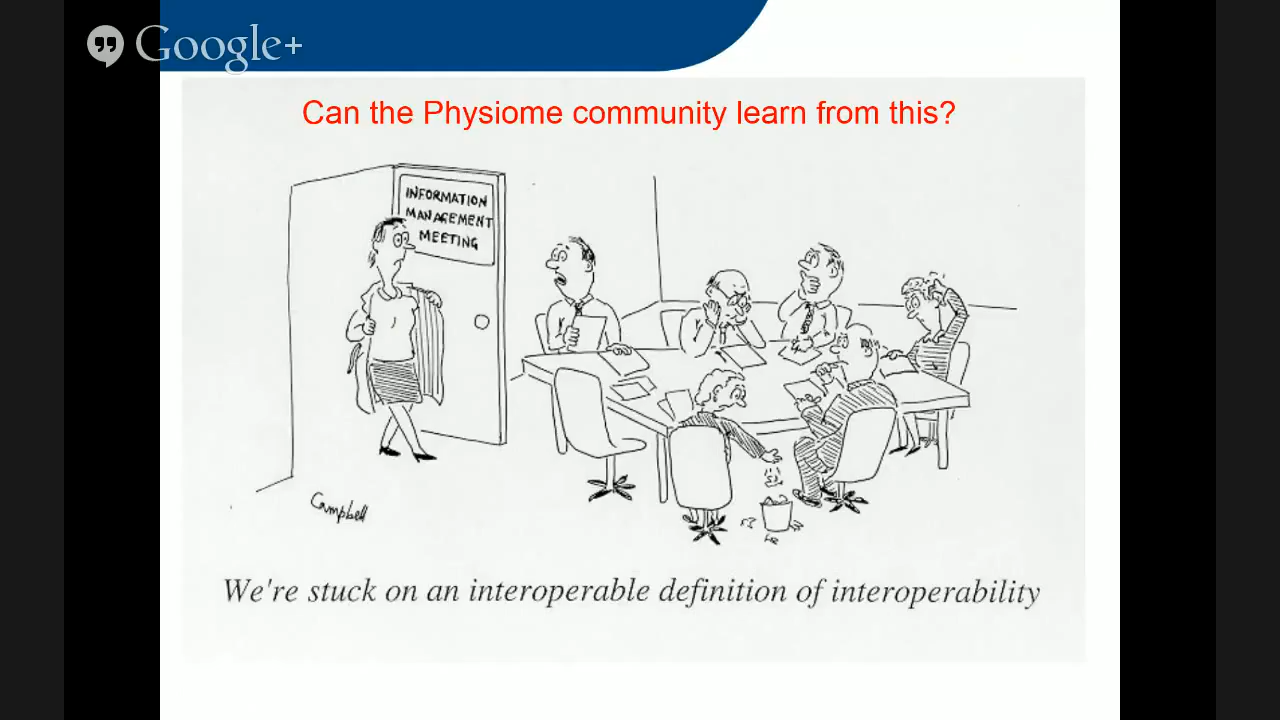 Google+
Can the Physiome community learn from this?
INFORMATION
MANAGEMENT
MEETING
Campbell
We're stuck on an interoperable definition of interoperability